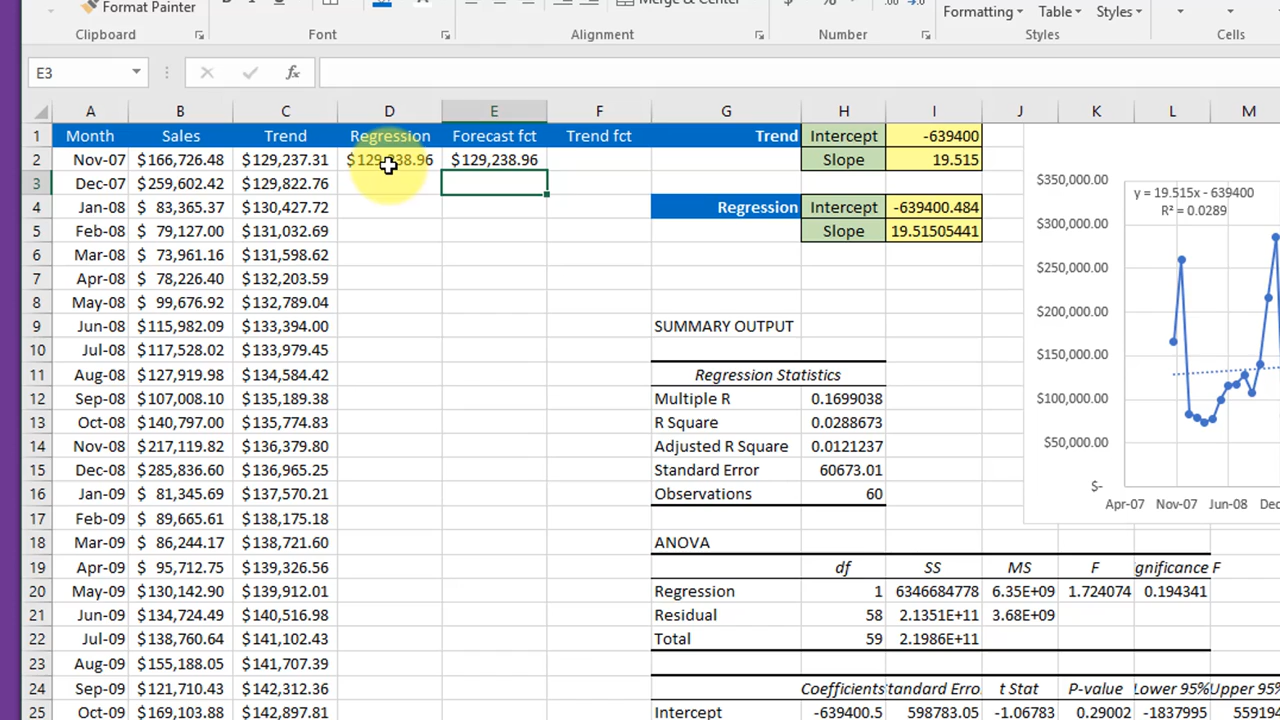 Format Painter Merge & Center Formatting Table Styles
Clipboard Font Alignment Number Styles Cells
E3 fx
A B C D E F G H I J K L M
1 Month Sales Trend Regression Forecast fct Trend fct Trend Intercept -639400
2 Nov-07 $166,726.48 $129,237.31 $129,238.96 $129,238.96 Slope 19.515
3 Dec-07 $259,602.42 $129,822.76
4 Jan-08 $ 83,365.37 $130,427.72 Regression Intercept -639400.484
5 Feb-08 $ 79,127.00 $131,032.69 Slope 19.51505441
6 Mar-08 $ 73,961.16 $131,598.62
7 Apr-08 $ 78,226.40 $132,203.59
8 May-08 $ 99,676.92 $132,789.04
9 Jun-08 $115,982.09 $133,394.00 SUMMARY OUTPUT
10 Jul-08 $117,528.02 $133,979.45
11 Aug-08 $127,919.98 $134,584.42 Regression Statistics
12 Sep-08 $107,008.10 $135,189.38 Multiple R 0.1699038
13 Oct-08 $140,797.00 $135,774.83 R Square 0.0288673
14 Nov-08 $217,119.82 $136,379.80 Adjusted R Square 0.0121237
15 Dec-08 $285,836.60 $136,965.25 Standard Error 60673.01
16 Jan-09 $ 81,345.69 $137,570.21 Observations 60
17 Feb-09 $ 89,665.61 $138,175.18
18 Mar-09 $ 86,244.17 $138,721.60 ANOVA
19 Apr-09 $ 95,712.75 $139,326.56 df SS MS F gnificance F
20 May-09 $130,142.90 $139,912.01 Regression 1 6346684778 6.35E+09 1.724074 0.194341
21 Jun-09 $134,724.49 $140,516.98 Residual 58 2.1351E+11 3.68E+09
22 Jul-09 $138,760.64 $141,102.43 Total 59 2.1986E+11
23 Aug-09 $155,188.05 $141,707.39
24 Sep-09 $121,710.43 $142,312.36 Coefficients tandard Erro t Stat P-value Lower 95% Upper 95%
25 Oct-09 $169,103.88 $142,897.81 Intercept -639400.5 598783.05 -1.06783 0.29002 -1837995 559194
$350,000.00
y = 19.515x - 639400
R² = 0.0289
$300,000.00
$250,000.00
$200,000.00
$150,000.00
$100,000.00
$50,000.00
$-
Apr-07 Nov-07 Jun-08 De